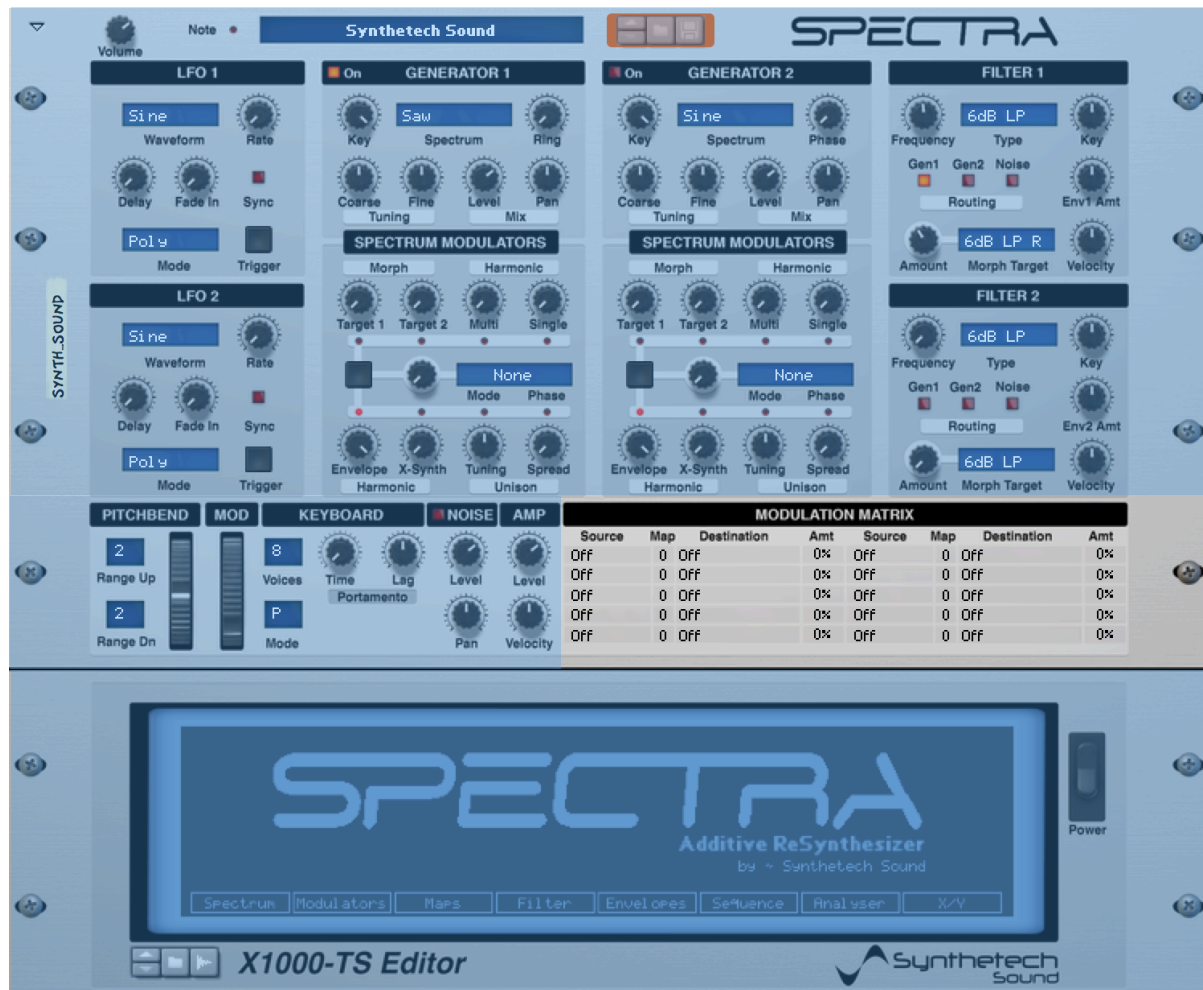 Volume
Note
Synthetech Sound
SPECTRA
LFO 1
Sine
Waveform
Rate
Delay
Fade In
Sync
Poly
Mode
Trigger
LFO 2
Sine
Waveform
Rate
Delay
Fade In
Sync
Poly
Mode
Trigger
SYNTH_SOUND
On GENERATOR 1
Saw
Key Spectrum Ring
Coarse Fine Level Pan
Tuning Mix
SPECTRUM MODULATORS
Morph Harmonic
Target 1 Target 2 Multi Single
None
Mode Phase
Envelope X-Synth Tuning Spread
Harmonic Unison
On GENERATOR 2
Sine
Key Spectrum Phase
Coarse Fine Level Pan
Tuning Mix
SPECTRUM MODULATORS
Morph Harmonic
Target 1 Target 2 Multi Single
None
Mode Phase
Envelope X-Synth Tuning Spread
Harmonic Unison
FILTER 1
6dB LP
Frequency Type Key
Gen1 Gen2 Noise
Routing Env1 Amt
6dB LP R
Amount Morph Target Velocity
FILTER 2
6dB LP
Frequency Type Key
Gen1 Gen2 Noise
Routing Env2 Amt
6dB LP
Amount Morph Target Velocity
PITCHBEND MOD KEYBOARD NOISE AMP
2
Range Up
2
Range Dn
8
Voices
P
Mode
Time Lag
Portamento
Level
Pan
Level
Velocity
MODULATION MATRIX
Source Map Destination Amt Source Map Destination Amt
Off 0 Off 0% Off 0 Off 0%
Off 0 Off 0% Off 0 Off 0%
Off 0 Off 0% Off 0 Off 0%
Off 0 Off 0% Off 0 Off 0%
Off 0 Off 0% Off 0 Off 0%
SPECTRA
Additive ReSynthesizer
by ~ Synthetech Sound
Spectrum Modulators Maps Filter Envelopes Sequence Analyser X/Y
Power
X1000-TS Editor
Synthetech
Sound